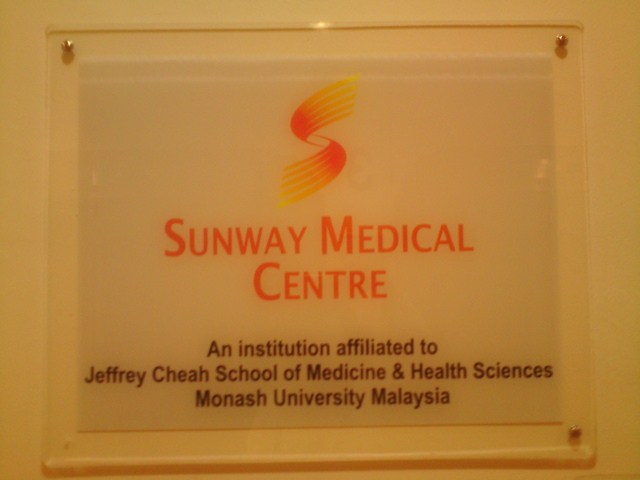 SUNWAY MEDICAL
CENTRE
An institution affiliated to
Jeffrey Cheah School of Medicine & Health Sciences
Monash University Malaysia